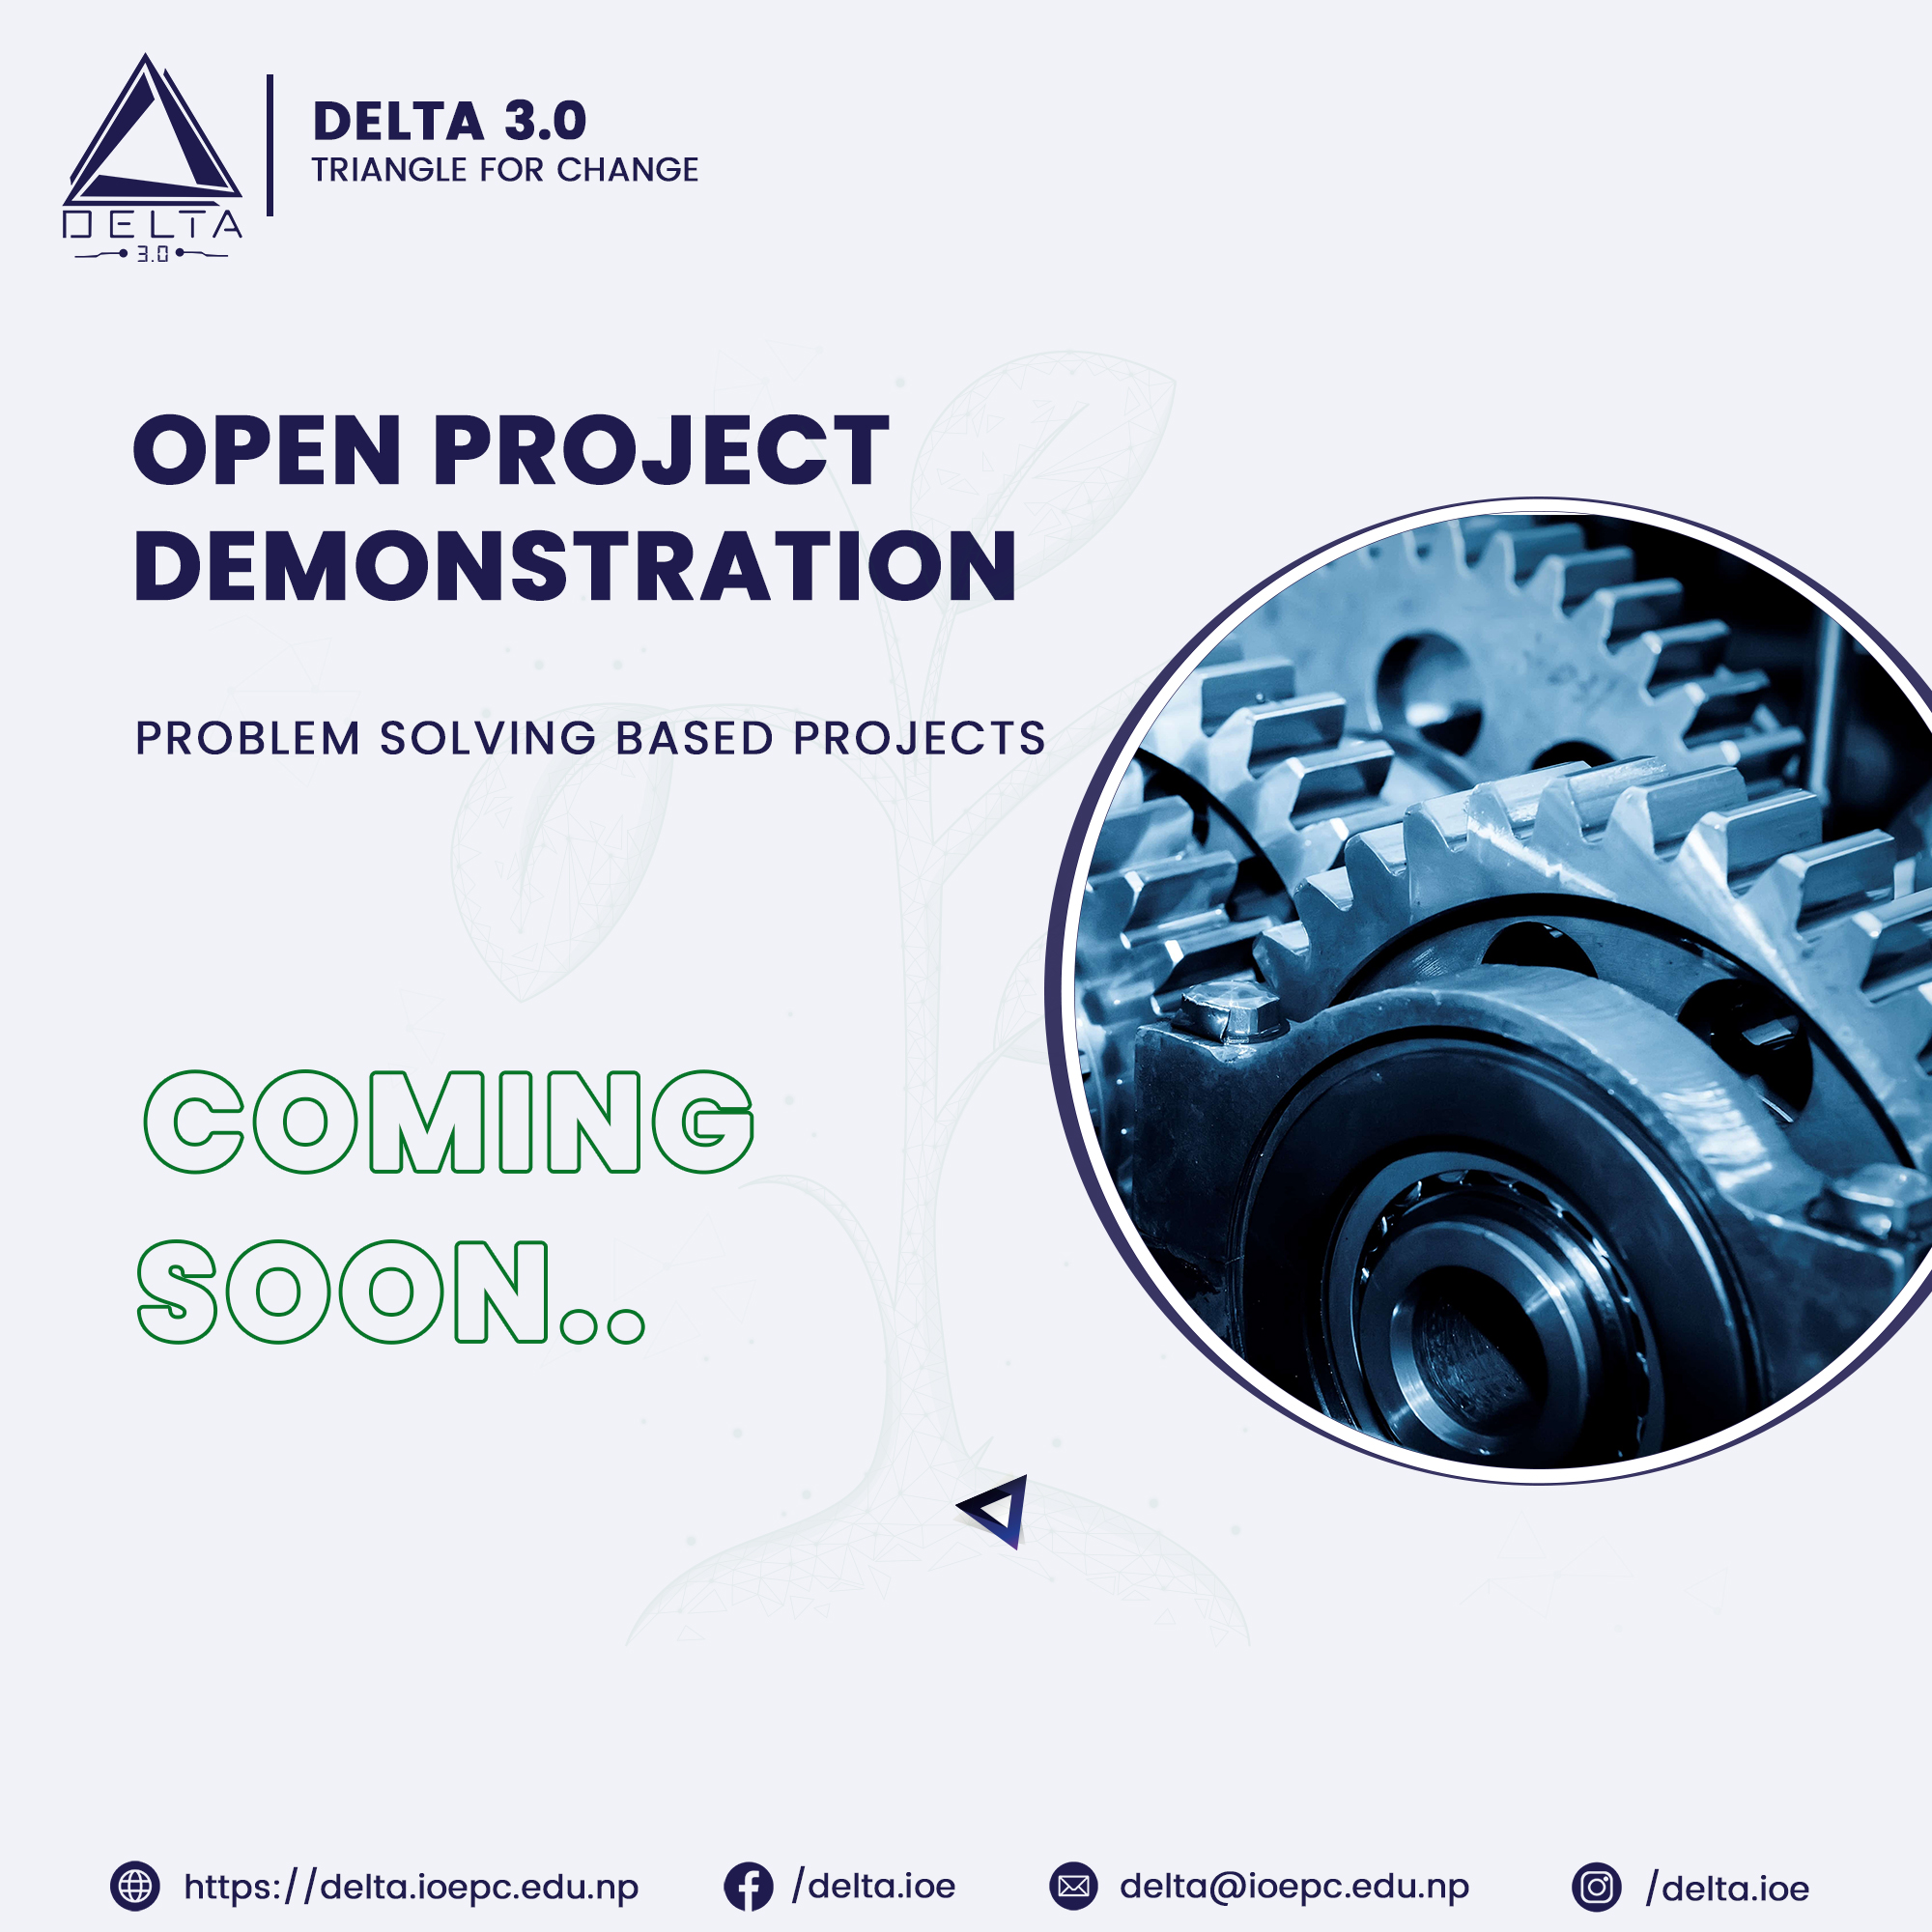 DELTA
3.0
DELTA 3.0
TRIANGLE FOR CHANGE
OPEN PROJECT
DEMONSTRATION
PROBLEM SOLVING BASED PROJECTS
COMING
SOON..
https://delta.ioepc.edu.np
/delta.ioe
delta@ioepc.edu.np
/delta.ioe